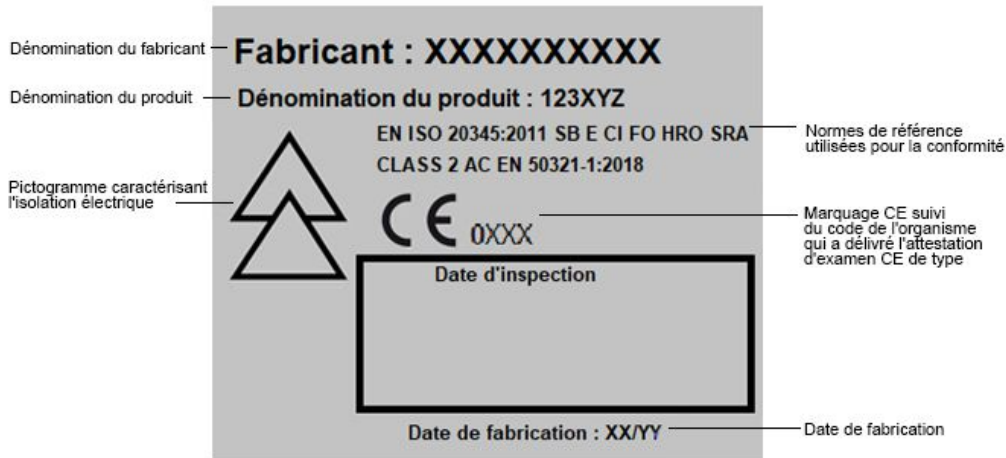 Dénomination du fabricant
Fabricant : XXXXXXXXXX
Dénomination du produit
Dénomination du produit : 123XYZ
EN ISO 20345:2011 SB E CI FO HRO SRA
Normes de référence
utilisées pour la conformité
CLASS 2 AC EN 50321-1:2018
Pictogramme caractérisant
l'isolation électrique
CE 0XXX
Marquage CE suivi
du code de l'organisme
qui a délivré l'attestation
d'examen CE de type
Date d'inspection
Date de fabrication : XX/YY
Date de fabrication